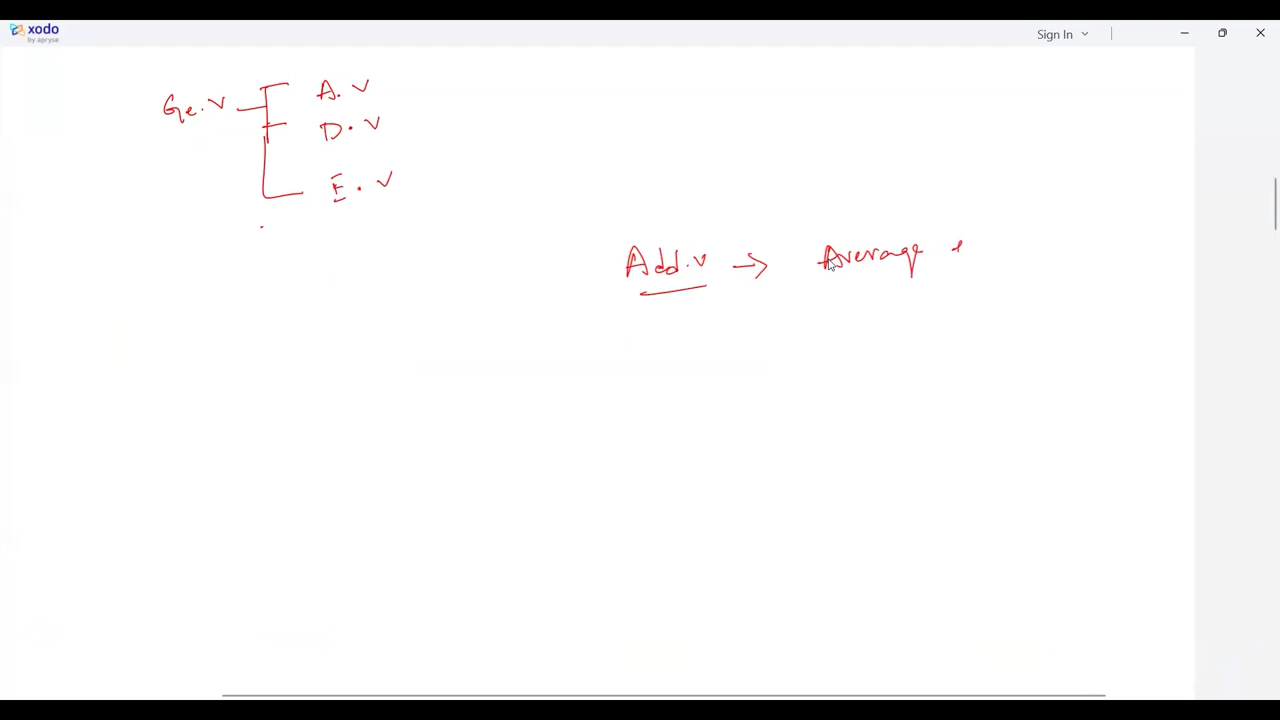 xodo
by apryse
Sign In
Ge.V
A.V
D.V
E.V
Add.V → Average